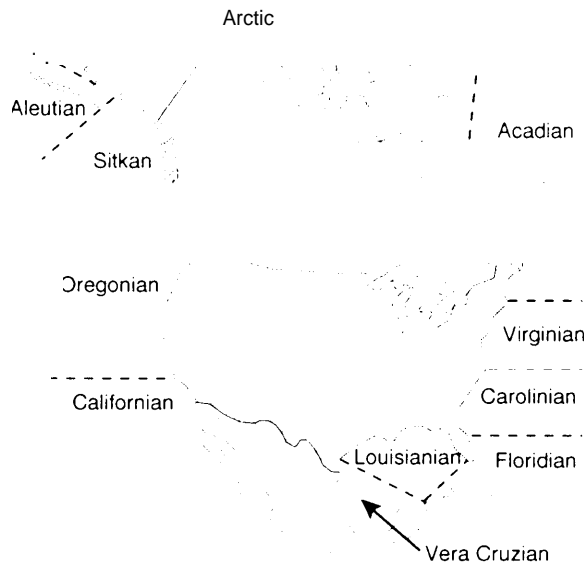 Arctic
Aleutian
Acadian
Sitkan
Oregonian
Virginian
Californian
Carolinian
Louisianian
Floridian
Vera Cruzian